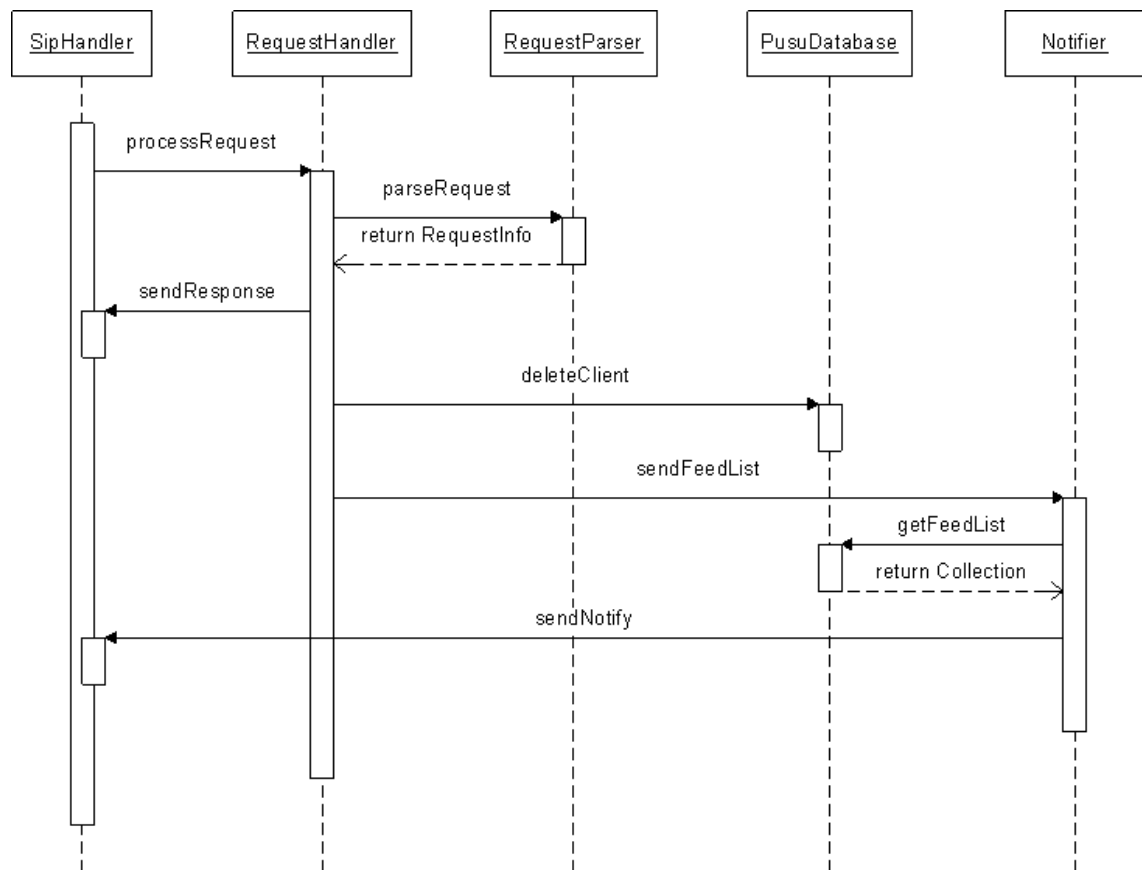 SipHandler
RequestHandler
RequestParser
PusuDatabase
Notifier
processRequest
parseRequest
return RequestInfo
sendResponse
deleteClient
sendFeedList
getFeedList
return Collection
sendNotify